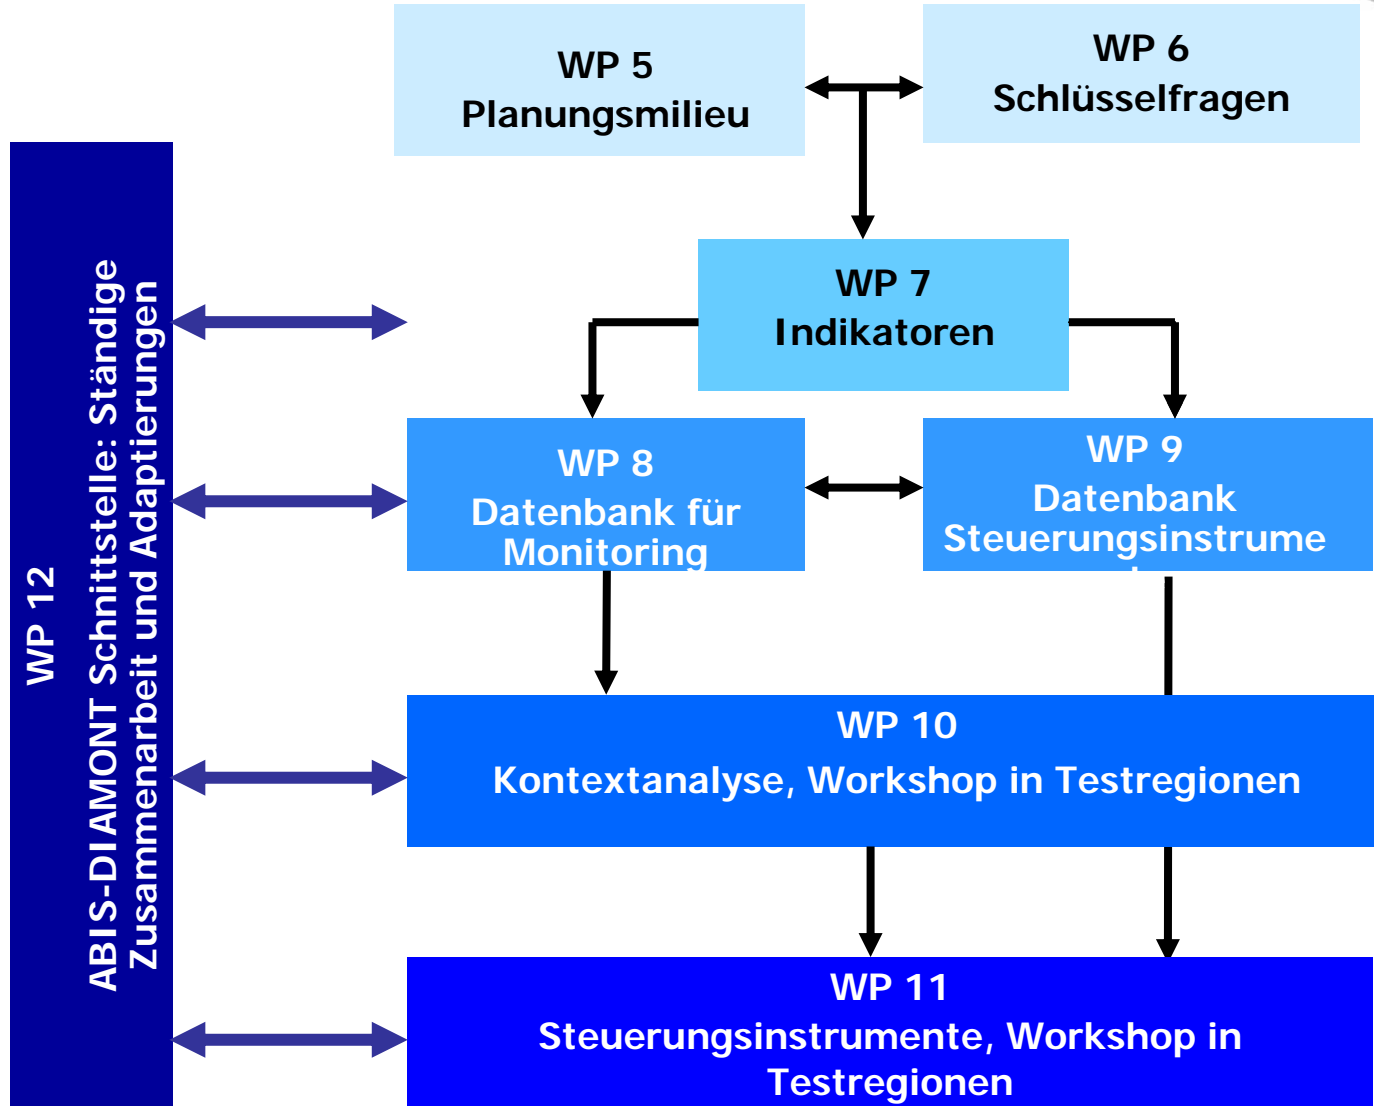 WP 5
Planungsmilieu
WP 6
Schlüsselfragen
WP 7
Indikatoren
WP 8
Datenbank für
Monitoring
WP 9
Datenbank
Steuerungsinstrume
WP 10
Kontextanalyse, Workshop in Testregionen
WP 11
Steuerungsinstrumente, Workshop in
Testregionen
WP 12
ABIS-DIAMONT Schnittstelle: Ständige
Zusammenarbeit und Adaptierungen